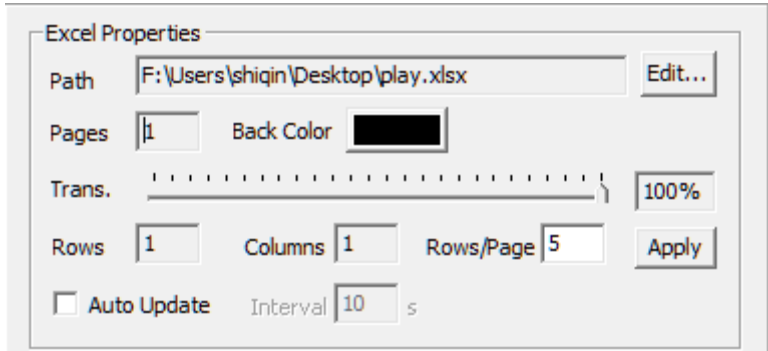 Excel Properties
Path F:\Users\shiqin\Desktop\play.xlsx Edit...
Pages 1 Back Color
Trans. 100%
Rows 1 Columns 1 Rows/Page 5 Apply
Auto Update Interval 10 s